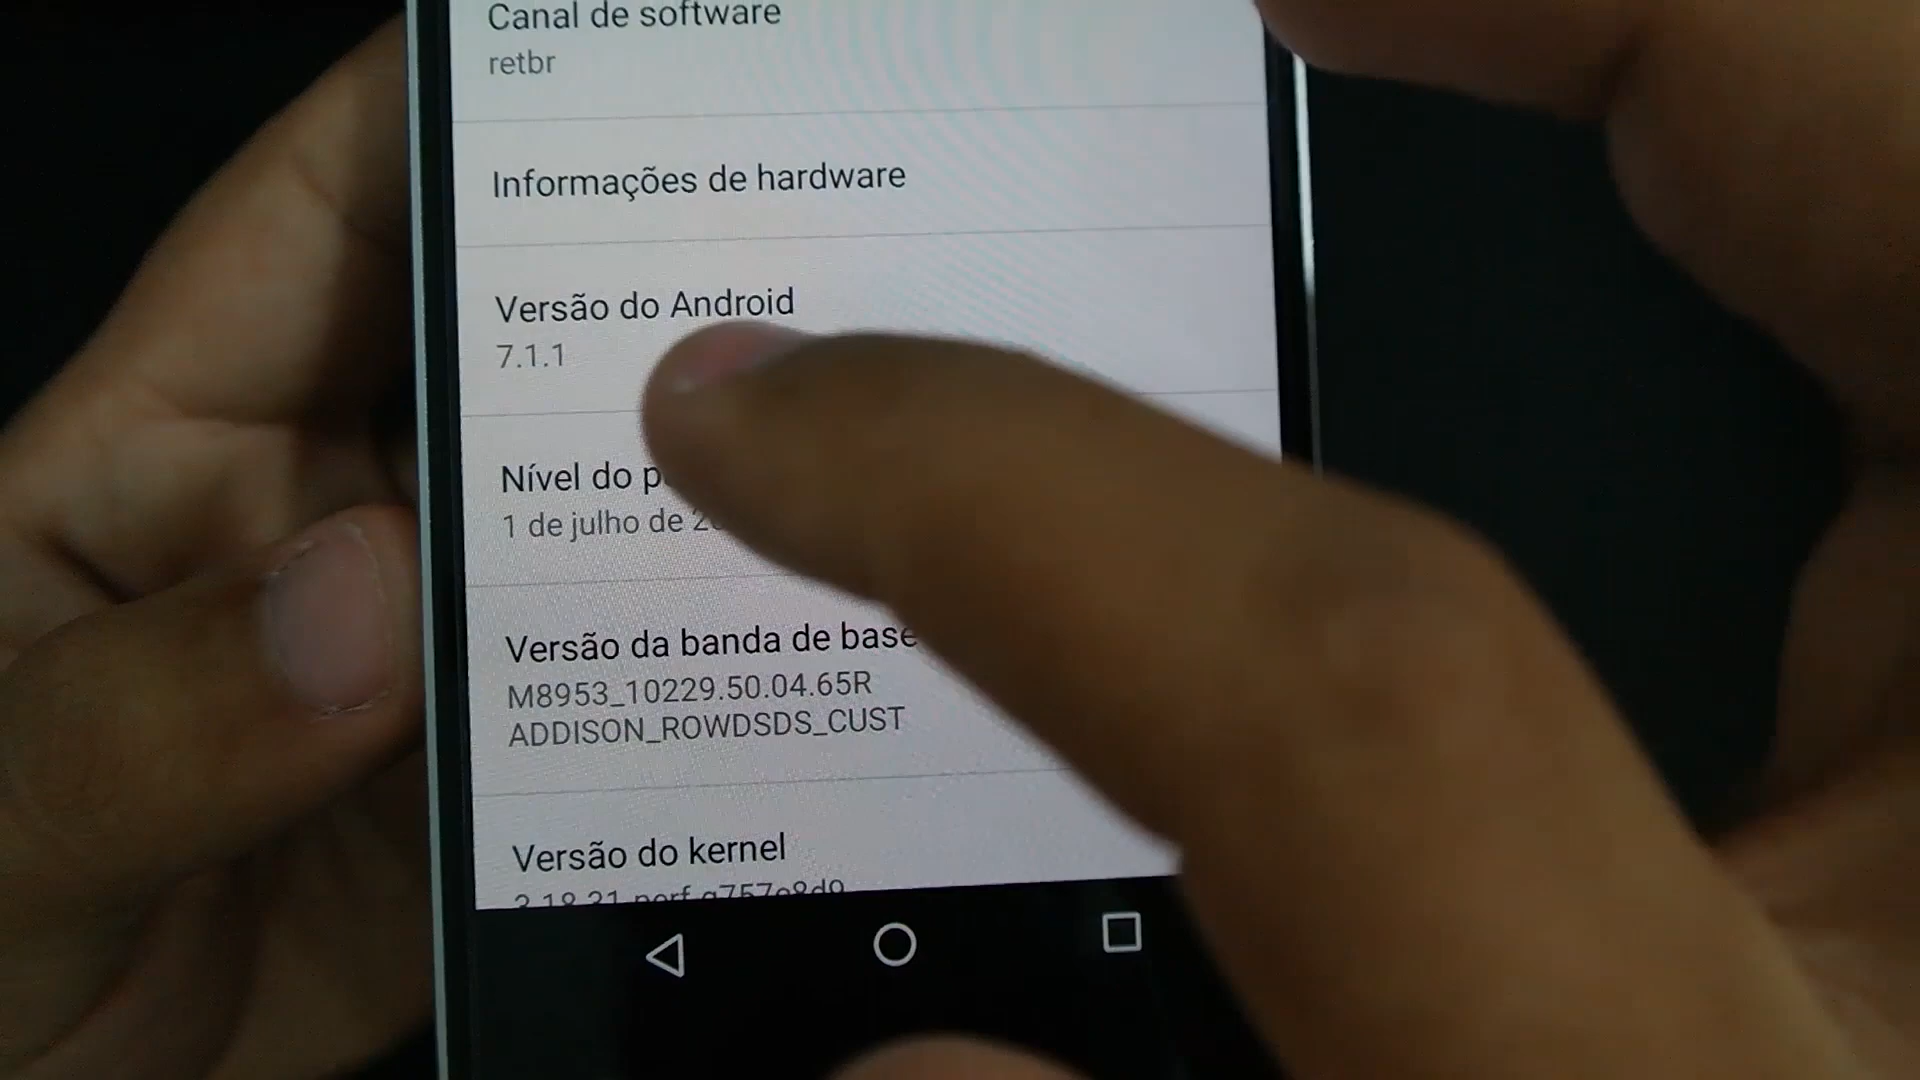 Canal de software
retbr
Informações de hardware
Versão do Android
7.1.1
Nível do
1 de julho de
Versão da banda de base
M8953_10229.50.04.65R
ADDISON_ROWDSDS_CUST
Versão do kernel